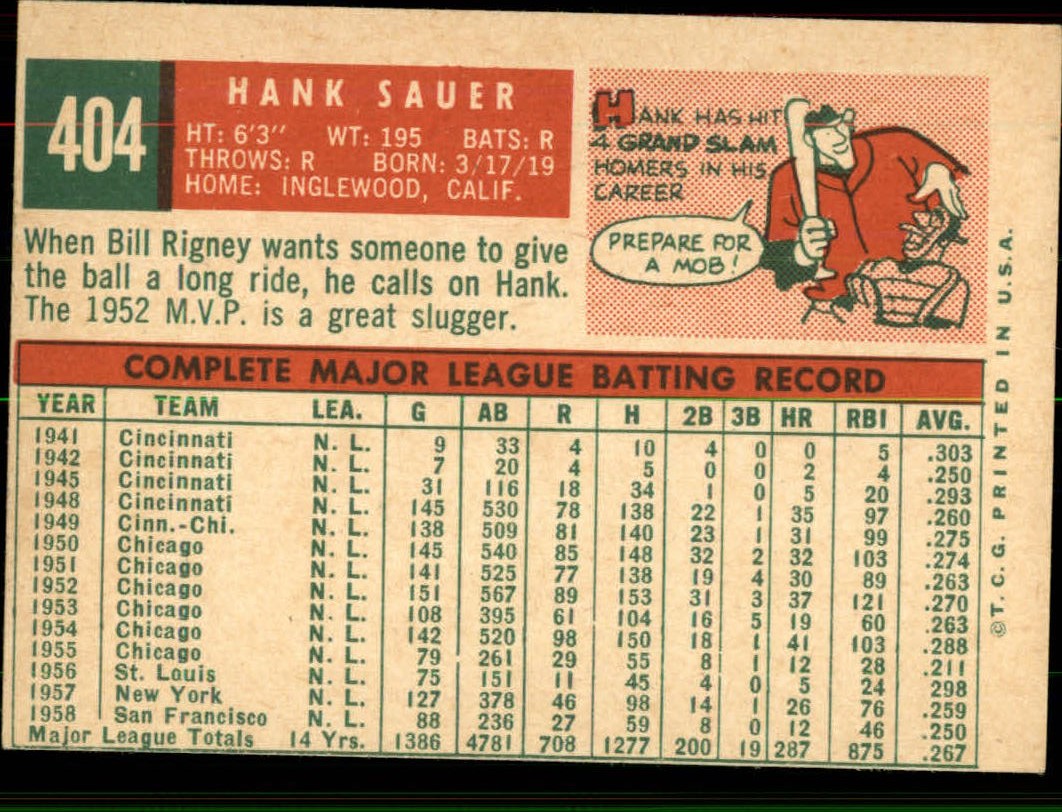 404
HANK SAUER
HT: 6'3" WT: 195 BATS: R
THROWS: R BORN: 3/17/19
HOME: INGLEWOOD, CALIF.
When Bill Rigney wants someone to give
the ball a long ride, he calls on Hank.
The 1952 M.V.P. is a great slugger.
HANK HAS HIT
4 GRAND SLAM
HOMERS IN HIS
CAREER
PREPARE FOR
A MOB!
COMPLETE MAJOR LEAGUE BATTING RECORD
YEAR TEAM LEA. G AB R H 2B 3B HR RBI AVG.
1941 Cincinnati N. L. 9 33 4 10 4 0 0 5 .303
1942 Cincinnati N. L. 7 20 4 5 0 0 2 4 .250
1945 Cincinnati N. L. 31 116 18 34 1 0 5 20 .293
1948 Cincinnati N. L. 145 530 78 138 22 1 35 97 .260
1949 Cinn.-Chi. N. L. 138 509 81 140 23 1 31 99 .275
1950 Chicago N. L. 145 540 85 148 32 2 32 103 .274
1951 Chicago N. L. 141 525 77 138 19 4 30 89 .263
1952 Chicago N. L. 151 567 89 153 31 3 37 121 .270
1953 Chicago N. L. 108 395 61 104 16 5 19 60 .263
1954 Chicago N. L. 142 520 98 150 18 1 41 103 .288
1955 Chicago N. L. 79 261 29 55 8 1 12 28 .211
1956 St. Louis N. L. 75 151 11 45 4 0 5 24 298
1957 New York N. L. 127 378 46 98 14 1 26 76 .259
1958 San Francisco N. L. 88 236 27 59 8 0 12 46 .250
Major League Totals 14 Yrs. 1386 4781 708 1277 200 19 287 875 .267
©T. C. G. PRINTED IN U.S.A.